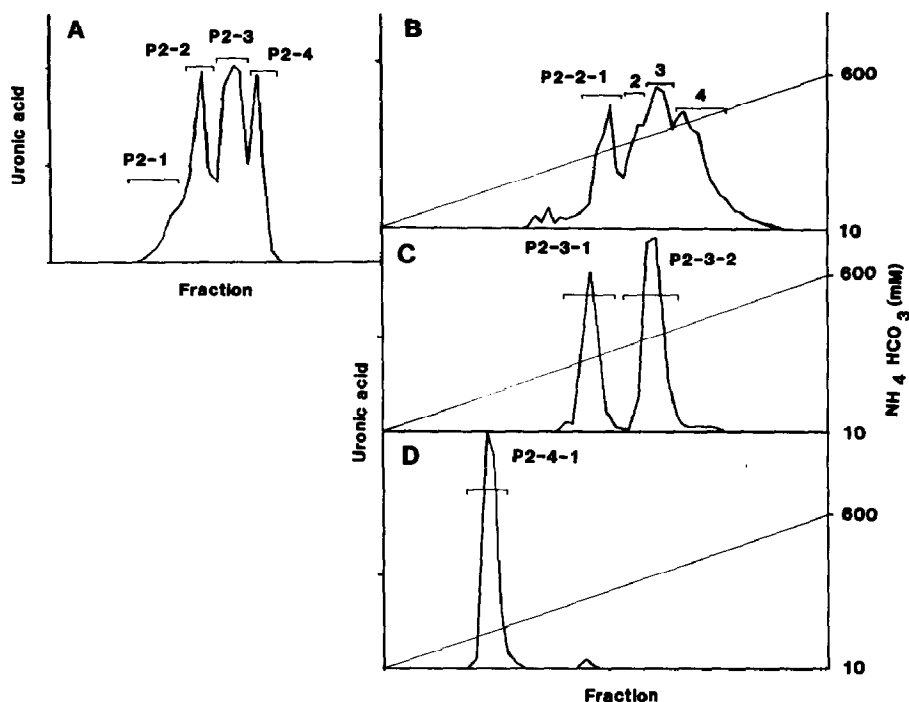 A
P2-1
P2-2
P2-3
P2-4
Uronic acid
Fraction
B
P2-2-1
2
3
4
600
10
C
P2-3-1
P2-3-2
600
10
D
P2-4-1
600
10
Uronic acid
NH4 HCO3 (mM)
Fraction